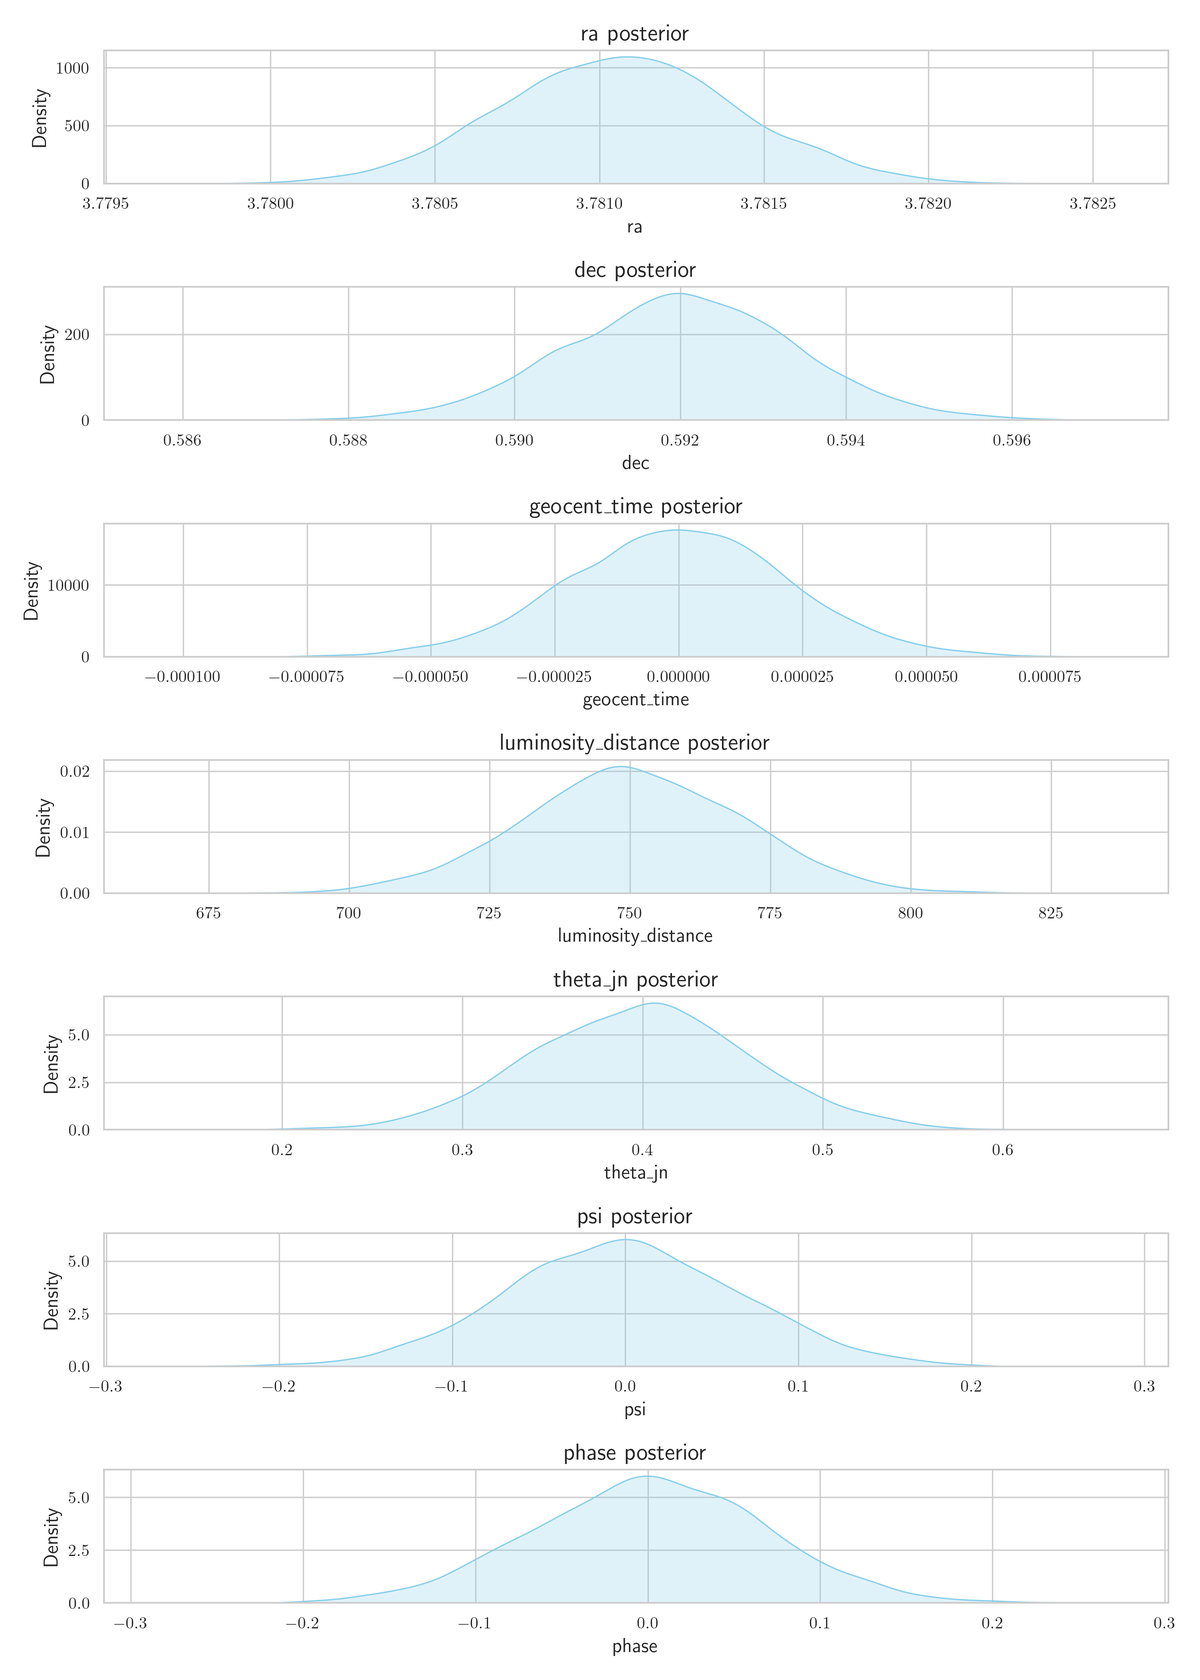 ra posterior
Density
1000
500
0
3.7795 3.7800 3.7805 3.7810 3.7815 3.7820 3.7825
ra
dec posterior
Density
200
0
0.586 0.588 0.590 0.592 0.594 0.596
dec
geocent_time posterior
Density
10000
0
−0.000100 −0.000075 −0.000050 −0.000025 0.000000 0.000025 0.000050 0.000075
geocent_time
luminosity_distance posterior
Density
0.02
0.01
0.00
675 700 725 750 775 800 825
luminosity_distance
theta_jn posterior
Density
5.0
2.5
0.0
0.2 0.3 0.4 0.5 0.6
theta_jn
psi posterior
Density
5.0
2.5
0.0
−0.3 −0.2 −0.1 0.0 0.1 0.2 0.3
psi
phase posterior
Density
5.0
2.5
0.0
−0.3 −0.2 −0.1 0.0 0.1 0.2 0.3
phase